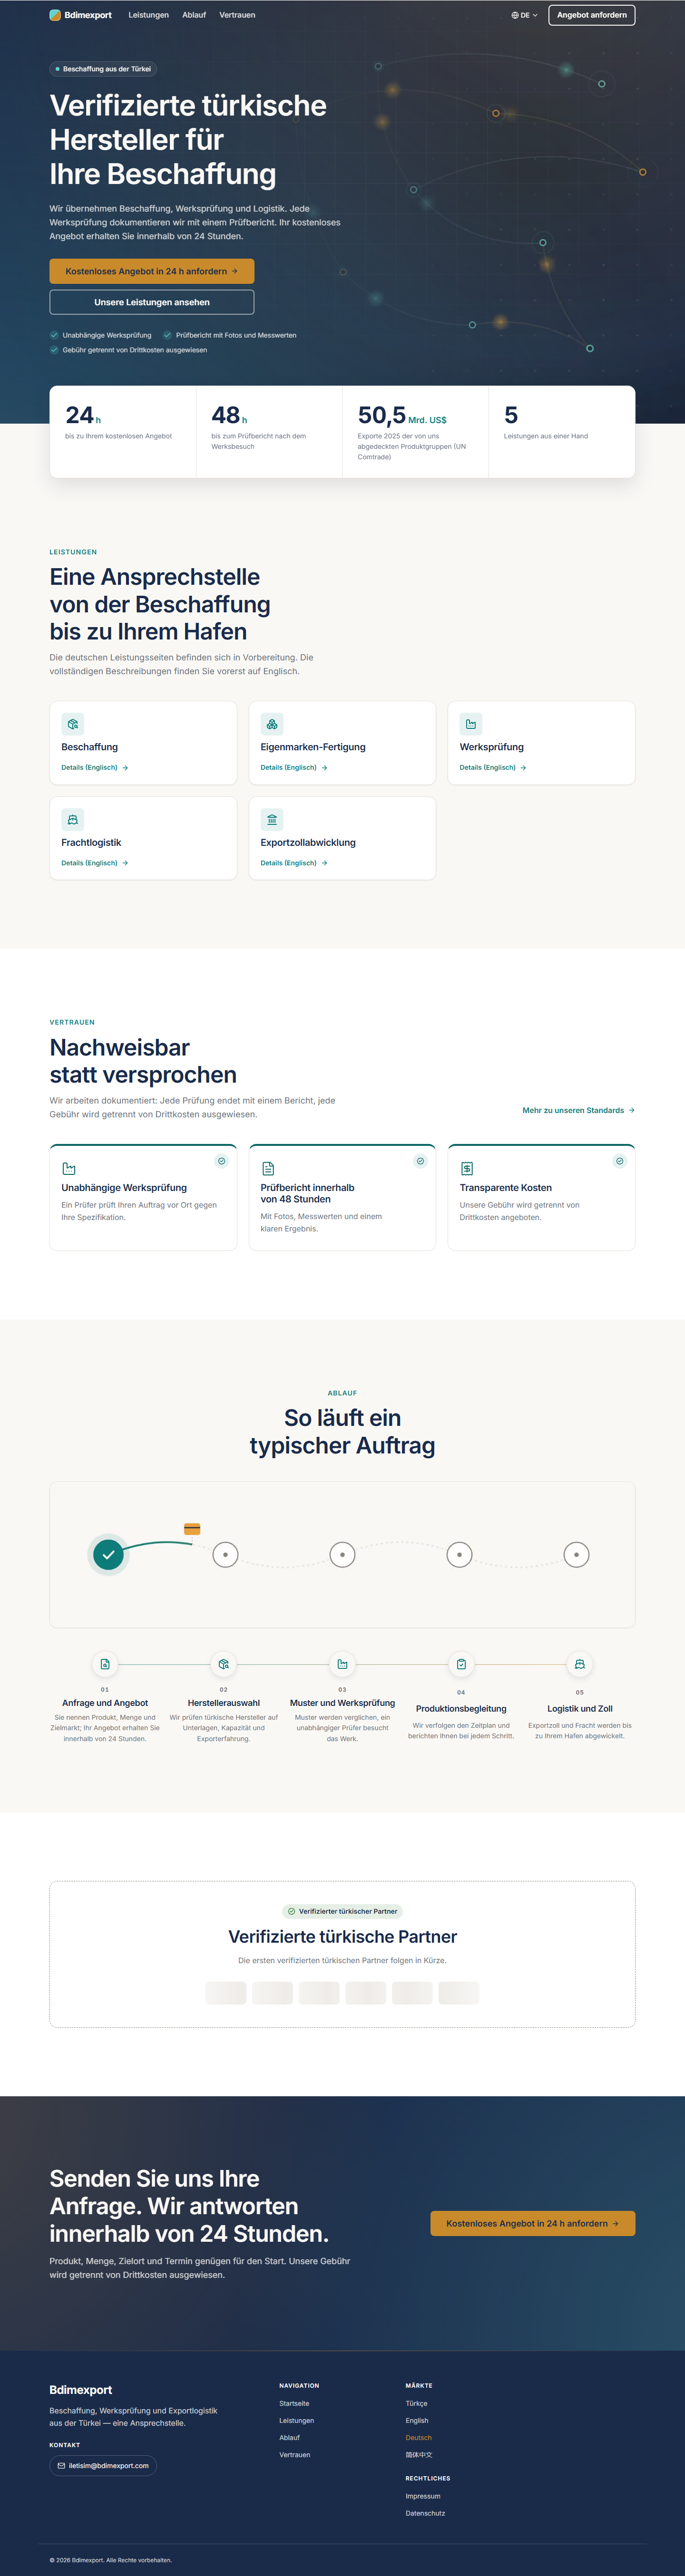 Bdimexport Leistungen Ablauf Vertrauen DE Angebot anfordern
Beschaffung aus der Türkei
Verifizierte türkische
Hersteller für
Ihre Beschaffung
Wir übernehmen Beschaffung, Werksprüfung und Logistik. Jede
Werksprüfung dokumentieren wir mit einem Prüfbericht. Ihr kostenloses
Angebot erhalten Sie innerhalb von 24 Stunden.
Kostenloses Angebot in 24 h anfordern
Unsere Leistungen ansehen
Unabhängige Werksprüfung Prüfbericht mit Fotos und Messwerten
Gebühr getrennt von Drittkosten ausgewiesen
24 h
bis zu Ihrem kostenlosen Angebot
48 h
bis zum Prüfbericht nach dem
Werksbesuch
50,5 Mrd. US$
Exporte 2025 der von uns
abgedeckten Produktgruppen (UN
Comtrade)
5
Leistungen aus einer Hand
LEISTUNGEN
Eine Ansprechstelle
von der Beschaffung
bis zu Ihrem Hafen
Die deutschen Leistungsseiten befinden sich in Vorbereitung. Die
vollständigen Beschreibungen finden Sie vorerst auf Englisch.
Beschaffung
Details (Englisch)
Eigenmarken-Fertigung
Details (Englisch)
Werksprüfung
Details (Englisch)
Frachtlogistik
Details (Englisch)
Exportzollabwicklung
Details (Englisch)
VERTRAUEN
Nachweisbar
statt versprochen
Wir arbeiten dokumentiert: Jede Prüfung endet mit einem Bericht, jede
Gebühr wird getrennt von Drittkosten ausgewiesen.
Mehr zu unseren Standards
Unabhängige Werksprüfung
Ein Prüfer prüft Ihren Auftrag vor Ort gegen
Ihre Spezifikation.
Prüfbericht innerhalb
von 48 Stunden
Mit Fotos, Messwerten und einem
klaren Ergebnis.
Transparente Kosten
Unsere Gebühr wird getrennt von
Drittkosten angeboten.
ABLAUF
So läuft ein
typischer Auftrag
01
Anfrage und Angebot
Sie nennen Produkt, Menge und
Zielmarkt; Ihr Angebot erhalten Sie
innerhalb von 24 Stunden.
02
Herstellerauswahl
Wir prüfen türkische Hersteller auf
Unterlagen, Kapazität und
Exporterfahrung.
03
Muster und Werksprüfung
Muster werden verglichen, ein
unabhängiger Prüfer besucht
das Werk.
04
Produktionsbegleitung
Wir verfolgen den Zeitplan und
berichten Ihnen bei jedem Schritt.
05
Logistik und Zoll
Exportzoll und Fracht werden bis
zu Ihrem Hafen abgewickelt.
Verifizierter türkischer Partner
Verifizierte türkische Partner
Die ersten verifizierten türkischen Partner folgen in Kürze.
Senden Sie uns Ihre
Anfrage. Wir antworten
innerhalb von 24 Stunden.
Produkt, Menge, Zielort und Termin genügen für den Start. Unsere Gebühr
wird getrennt von Drittkosten ausgewiesen.
Kostenloses Angebot in 24 h anfordern
Bdimexport
Beschaffung, Werksprüfung und Exportlogistik
aus der Türkei — eine Ansprechstelle.
KONTAKT
iletisim@bdimexport.com
NAVIGATION
Startseite
Leistungen
Ablauf
Vertrauen
MÄRKTE
Türkçe
English
Deutsch
简体中文
RECHTLICHES
Impressum
Datenschutz
© 2026 Bdimexport. Alle Rechte vorbehalten.